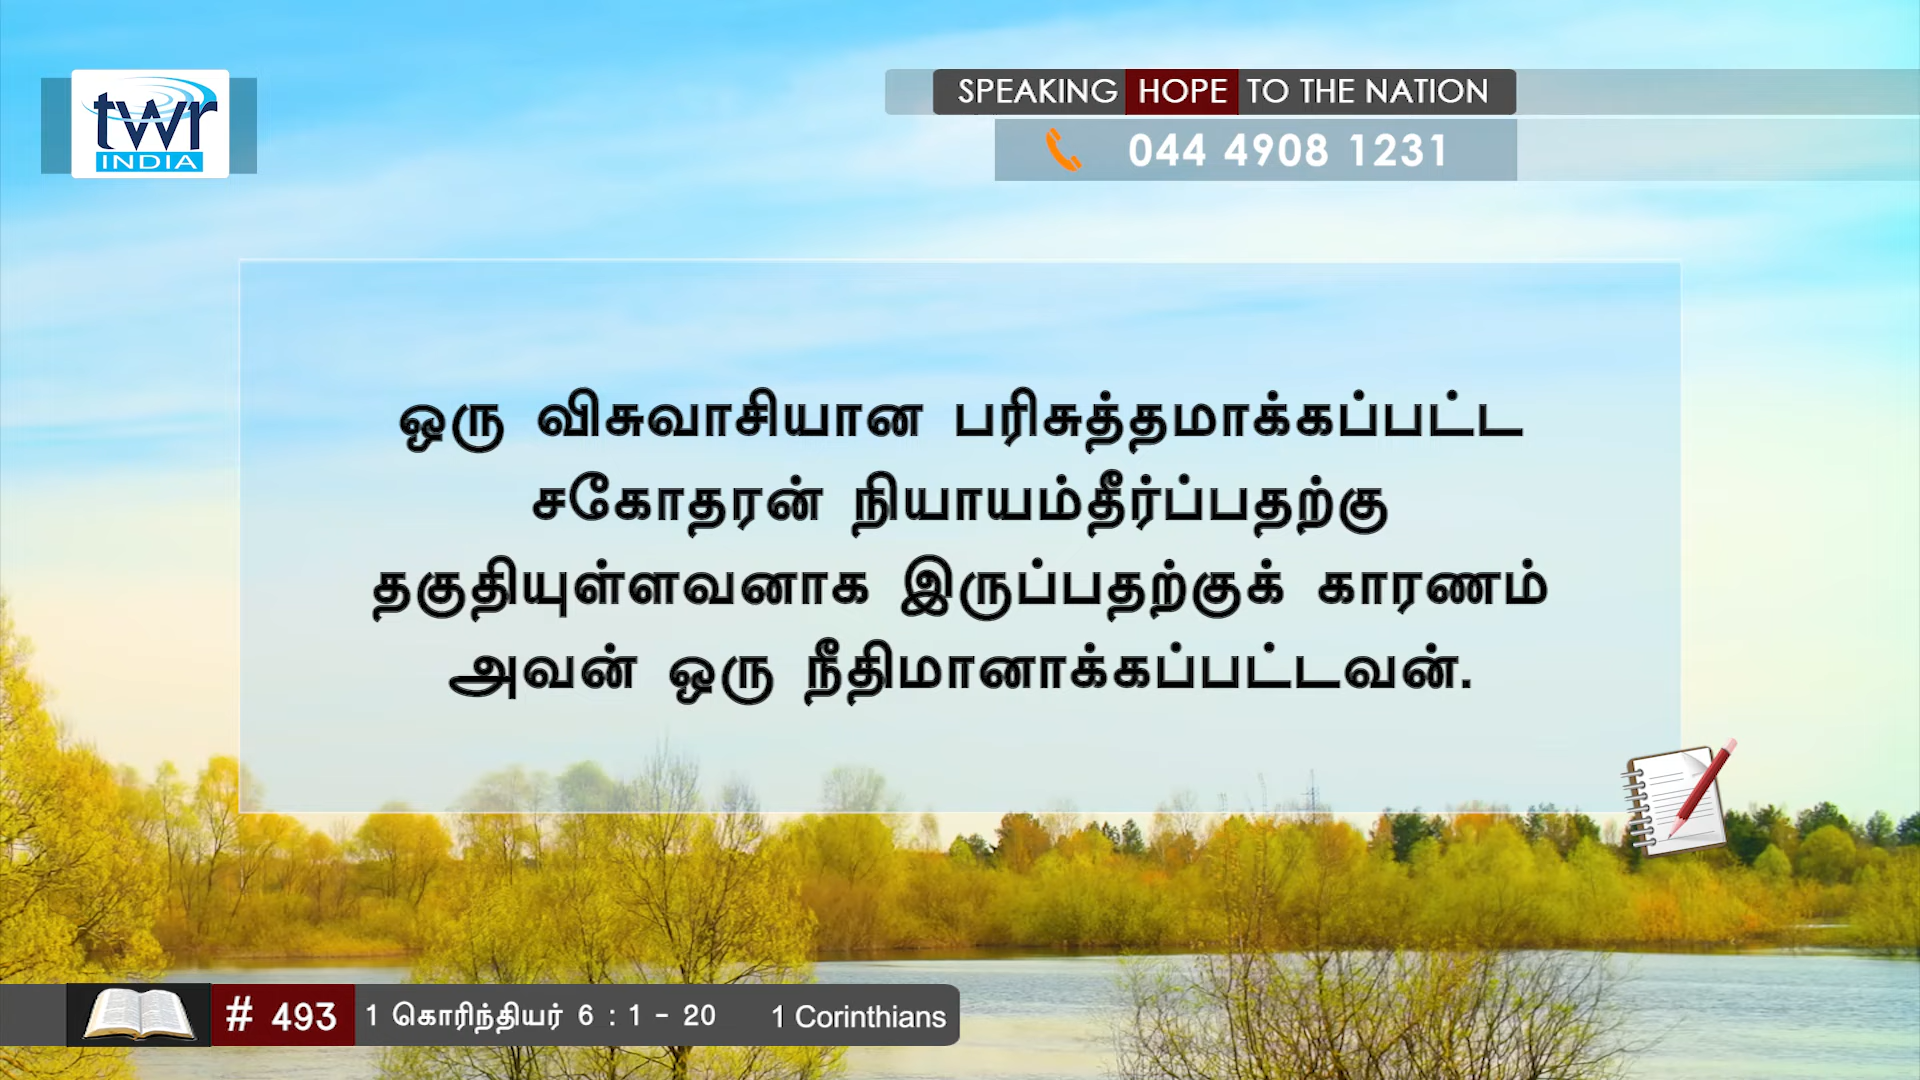 twr
INDIA
SPEAKING HOPE TO THE NATION
044 4908 1231
ஒரு விசுவாசியான பரிசுத்தமாக்கப்பட்ட
சகோதரன் நியாயம்தீர்ப்பதற்கு
தகுதியுள்ளவனாக இருப்பதற்குக் காரணம்
அவன் ஒரு நீதிமானாக்கப்பட்டவன்.
# 493 1 கொரிந்தியர் 6 : 1 - 20 1 Corinthians